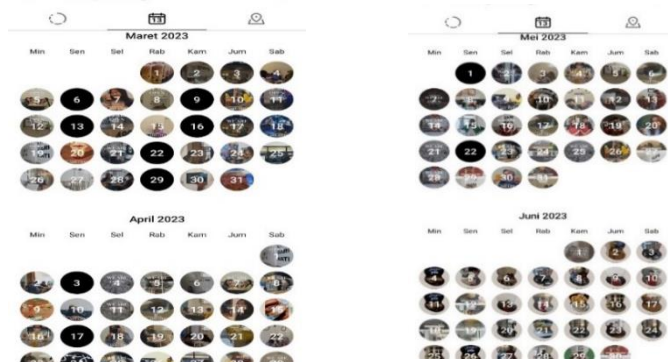 13
Maret 2023
Min Sen Sel Rab Kam Jum Sab
1 2 3 4
5 6 7 8 9 10 11
12 13 14 15 16 17 18
19 20 21 22 23 24 25
26 27 28 29 30 31
April 2023
Min Sen Sel Rab Kam Jum Sab
1
2 3 4 5 6 7 8
9 10 11 12 13 14 15
16 17 18 19 20 21 22
13
Mei 2023
Min Sen Sel Rab Kam Jum Sab
1 2 3 4 5 6
7 8 9 10 11 12 13
14 15 16 17 18 19 20
21 22 23 24 25 26 27
28 29 30 31
Juni 2023
Min Sen Sel Rab Kam Jum Sab
1 2 3
4 5 6 7 8 9 10
11 12 13 14 15 16 17
18 19 20 21 22 23 24
25 26 27 28 29 30